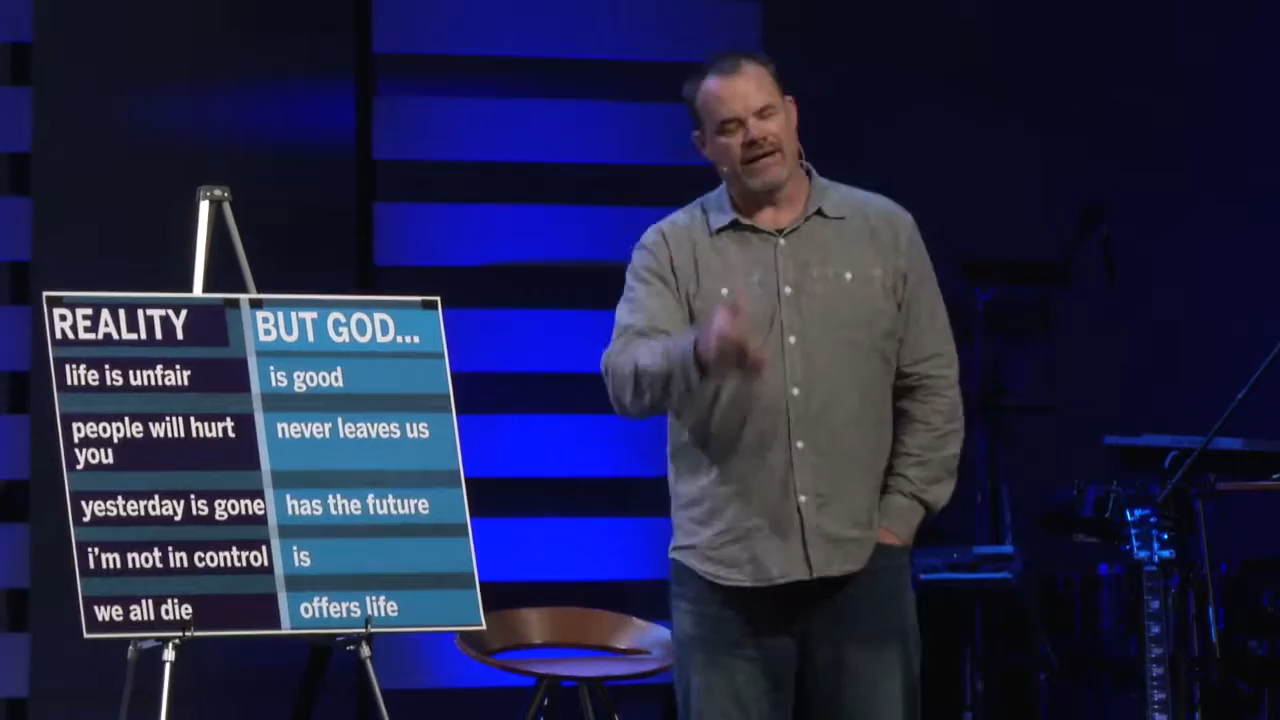 REALITY BUT GOD...
life is unfair is good
people will hurt never leaves us
you
yesterday is gone has the future
i'm not in control is
we all die offers life